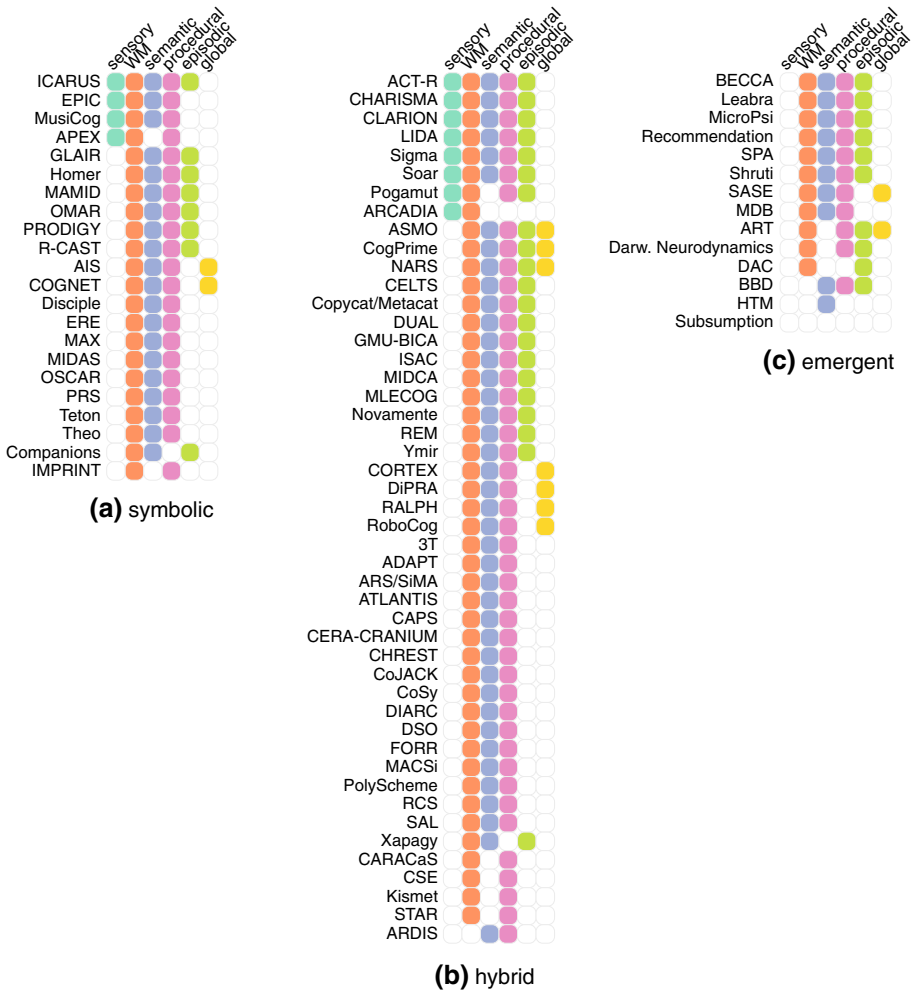 sensory
WM
semantic
procedural
episodic
global
ICARUS
EPIC
MusiCog
APEX
GLAIR
Homer
MAMID
OMAR
PRODIGY
R-CAST
AIS
COGNET
Disciple
ERE
MAX
MIDAS
OSCAR
PRS
Teton
Theo
Companions
IMPRINT
(a) symbolic
sensory
WM
semantic
procedural
episodic
global
ACT-R
CHARISMA
CLARION
LIDA
Sigma
Soar
Pogamut
ARCADIA
ASMO
CogPrime
NARS
CELTS
Copycat/Metacat
DUAL
GMU-BICA
ISAC
MIDCA
MLECOG
Novamente
REM
Ymir
CORTEX
DiPRA
RALPH
RoboCog
3T
ADAPT
ARS/SiMA
ATLANTIS
CAPS
CERA-CRANIUM
CHREST
CoJACK
CoSy
DIARC
DSO
FORR
MACSi
PolyScheme
RCS
SAL
Xapagy
CARACaS
CSE
Kismet
STAR
ARDIS
(b) hybrid
sensory
WM
semantic
procedural
episodic
global
BECCA
Leabra
MicroPsi
Recommendation
SPA
Shruti
SASE
MDB
ART
Darw. Neurodynamics
DAC
BBD
HTM
Subsumption
(c) emergent